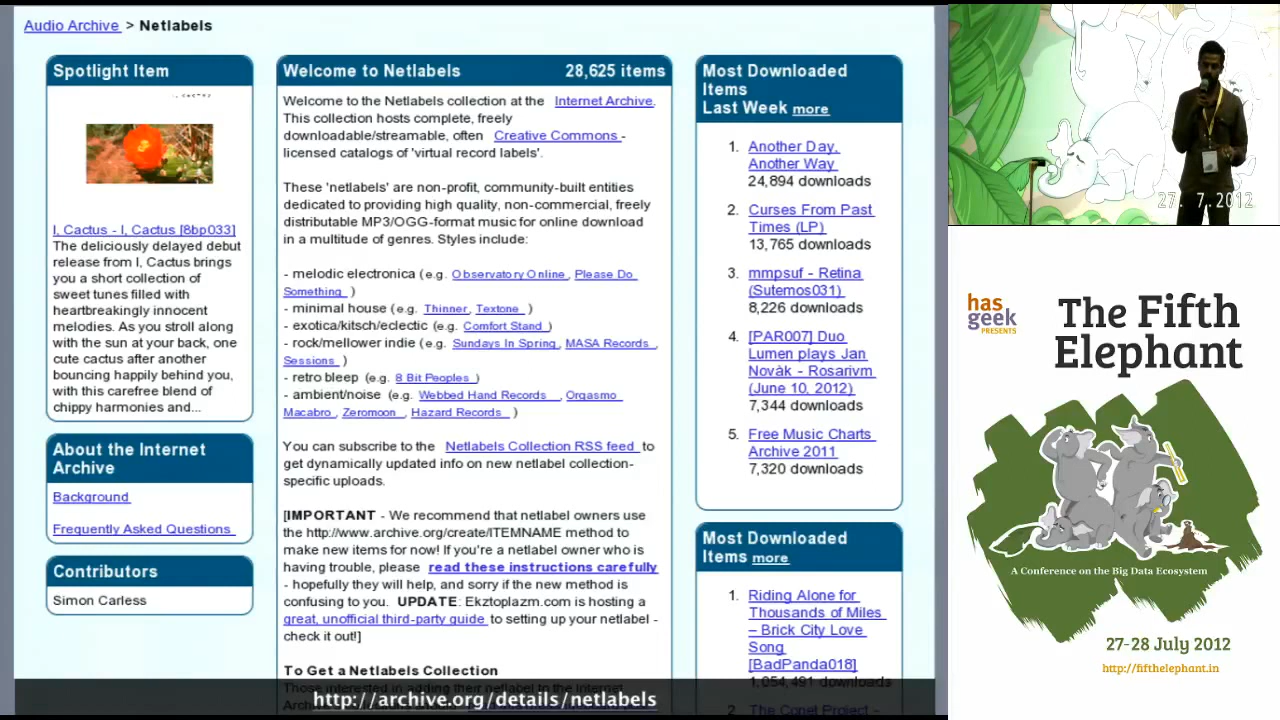 Audio Archive > Netlabels
Spotlight Item
I, CACTUS
I, Cactus - I, Cactus [8bp033]
The deliciously delayed debut
release from I, Cactus brings
you a short collection of
sweet tunes filled with
heartbreakingly innocent
melodies. As you stroll along
with the sun at your back, one
cute cactus after another
bouncing happily behind you,
with this carefree blend of
chippy harmonies and...
About the Internet
Archive
Background
Frequently Asked Questions
Contributors
Simon Carless
Welcome to Netlabels 28,625 items
Welcome to the Netlabels collection at the Internet Archive.
This collection hosts complete, freely
downloadable/streamable, often Creative Commons -
licensed catalogs of 'virtual record labels'.
These 'netlabels' are non-profit, community-built entities
dedicated to providing high quality, non-commercial, freely
distributable MP3/OGG-format music for online download
in a multitude of genres. Styles include:
- melodic electronica (e.g. Observatory Online, Please Do
Something )
- minimal house (e.g. Thinner, Textone )
- exotica/kitsch/eclectic (e.g. Comfort Stand )
- rock/mellower indie (e.g. Sundays In Spring, MASA Records ,
Sessions )
- retro bleep (e.g. 8 Bit Peoples )
- ambient/noise (e.g. Webbed Hand Records , Orgasmo
Macabro , Zeromoon , Hazard Records )
You can subscribe to the Netlabels Collection RSS feed to
get dynamically updated info on new netlabel collection-
specific uploads.
[IMPORTANT - We recommend that netlabel owners use
the http://www.archive.org/create/ITEMNAME method to
make new items for now! If you're a netlabel owner who is
having trouble, please read these instructions carefully
- hopefully they will help, and sorry if the new method is
confusing to you. UPDATE: Ekztoplazm.com is hosting a
great, unofficial third-party guide to setting up your netlabel -
check it out!]
To Get a Netlabels Collection
Those interested in adding their netlabel to the Internet
http://archive.org/details/netlabels
Most Downloaded
Items
Last Week more
1. Another Day,
Another Way
24,894 downloads
2. Curses From Past
Times (LP)
13,765 downloads
3. mmpsuf - Retina
(Sutemos031)
8,226 downloads
4. [PAR007] Duo
Lumen plays Jan
Novàk - Rosarivm
(June 10, 2012)
7,344 downloads
5. Free Music Charts
Archive 2011
7,320 downloads
Most Downloaded
Items more
1. Riding Alone for
Thousands of Miles
– Brick City Love
Song
[BadPanda018]
1,054,491 downloads
2. The Conet Project –
27. 7.2012
has
geek
PRESENTS
The Fifth
Elephant
A Conference on the Big Data Ecosystem
27-28 July 2012
http://fifthelephant.in